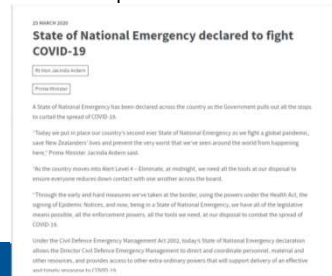 25 MARCH 2020
State of National Emergency declared to fight
COVID-19
Rt Hon Jacinda Ardern
Prime Minister
A State of National Emergency has been declared across the country as the Government pulls out all the stops
to curtail the spread of COVID-19.
"Today we put in place our country's second ever State of National Emergency as we fight a global pandemic,
save New Zealanders' lives and prevent the very worst that we've seen around the world from happening
here," Prime Minister Jacinda Ardern said.
"As the country moves into Alert Level 4 – Eliminate, at midnight, we need all the tools at our disposal to
ensure everyone reduces down contact with one another across the board.
"Through the early and hard measures we've taken at the border, using the powers under the Health Act, the
signing of Epidemic Notices, and now, being in a State of National Emergency, we have all of the legislative
means possible, all the enforcement powers, all the tools we need, at our disposal to combat the spread of
COVID-19.
Under the Civil Defence Emergency Management Act 2002, today's State of National Emergency declaration
allows the Director Civil Defence Emergency Management to direct and coordinate personnel, material and
other resources, and provides access to other extra-ordinary powers that will support delivery of an effective
and timely response to COVID-19.